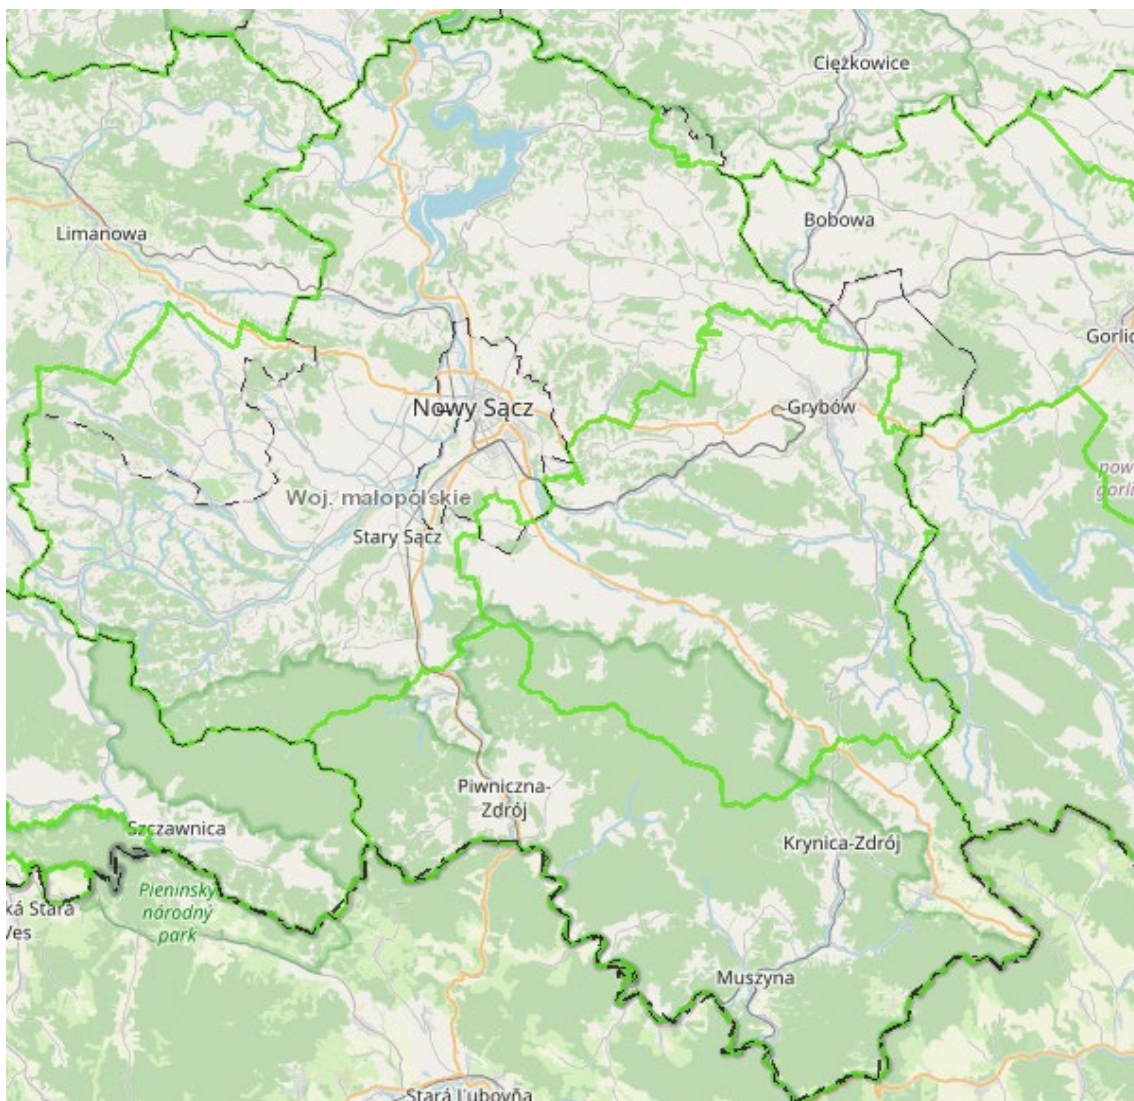 Ciężkowice
Bobowa
Limanowa
Gorlic
Nowy Sącz
Grybów
pow
gorli
Woj. małopolskie
Stary Sącz
Piwniczna-
Zdrój
Szczawnica
Krynica-Zdrój
Pieninský
národný
park
ká Stará
Ves
Muszyna
Stará Ľubovňa